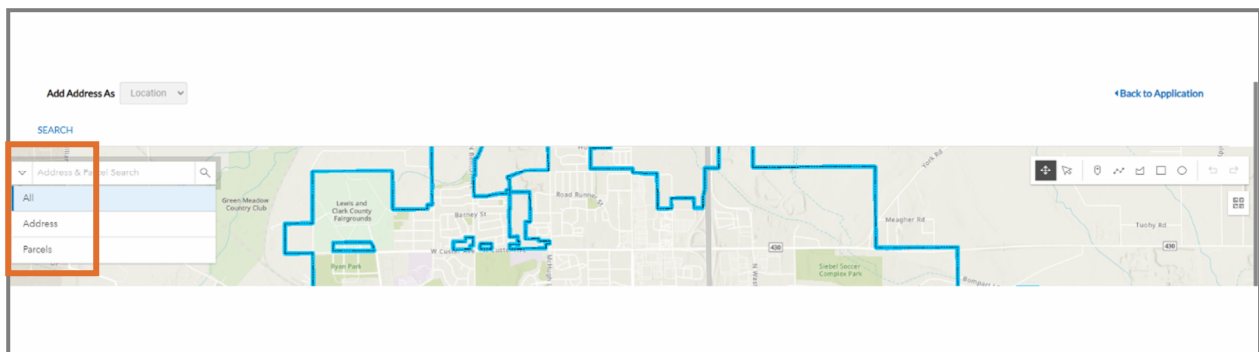 Add Address As Location
Back to Application
SEARCH
Address & Parcel Search
All
Address
Parcels
Green Meadow
Country Club
Lewis and
Clark County
Fairgrounds
Ryan Park
Barney St
W Custer Ave
McHugh
Road Runner St
N
York Rd
Meagher Rd
430
Siebel Soccer
Complex Park
Tuchy Rd
430